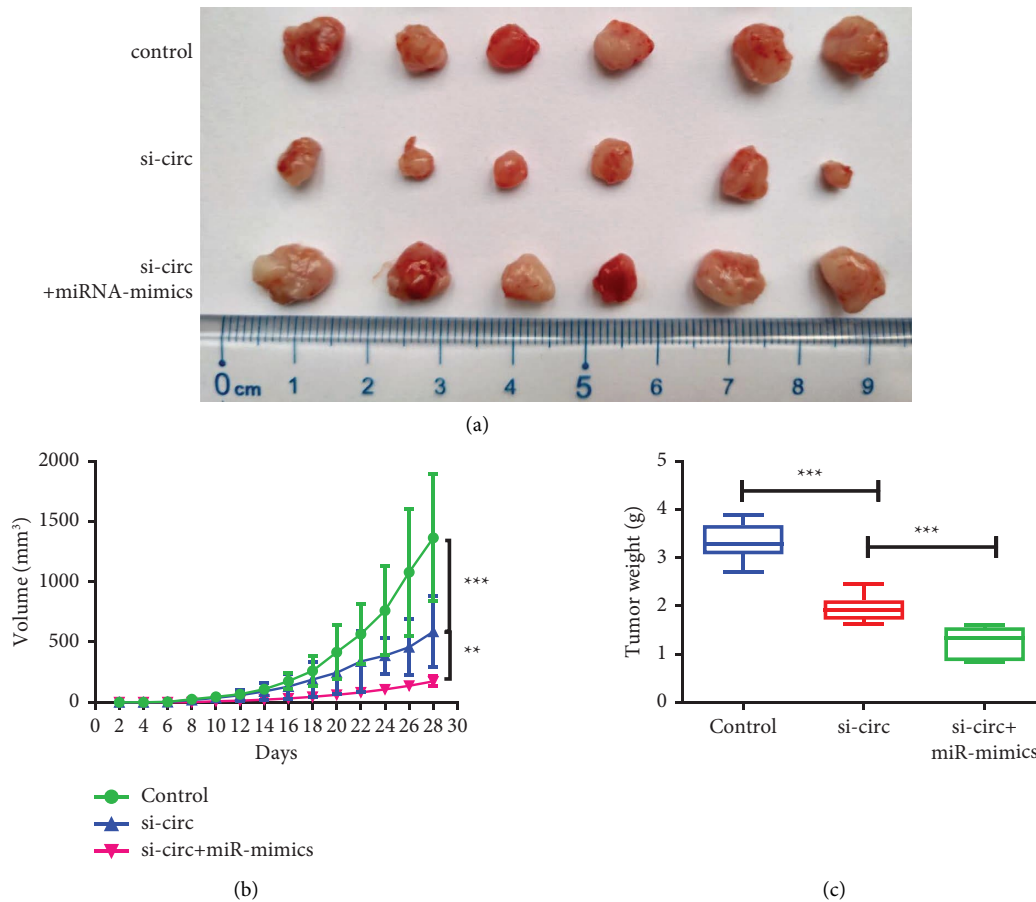 control
si-circ
si-circ
+miRNA-mimics
0 cm 1 2 3 4 5 6 7 8 9
(a)
2000
1500
1000
500
0
Volume (mm³)
0 2 4 6 8 10 12 14 16 18 20 22 24 26 28 30
Days
***
**
Control
si-circ
si-circ+miR-mimics
(b)
5
4
3
2
1
0
Tumor weight (g)
***
***
Control
si-circ
si-circ+
miR-mimics
(c)